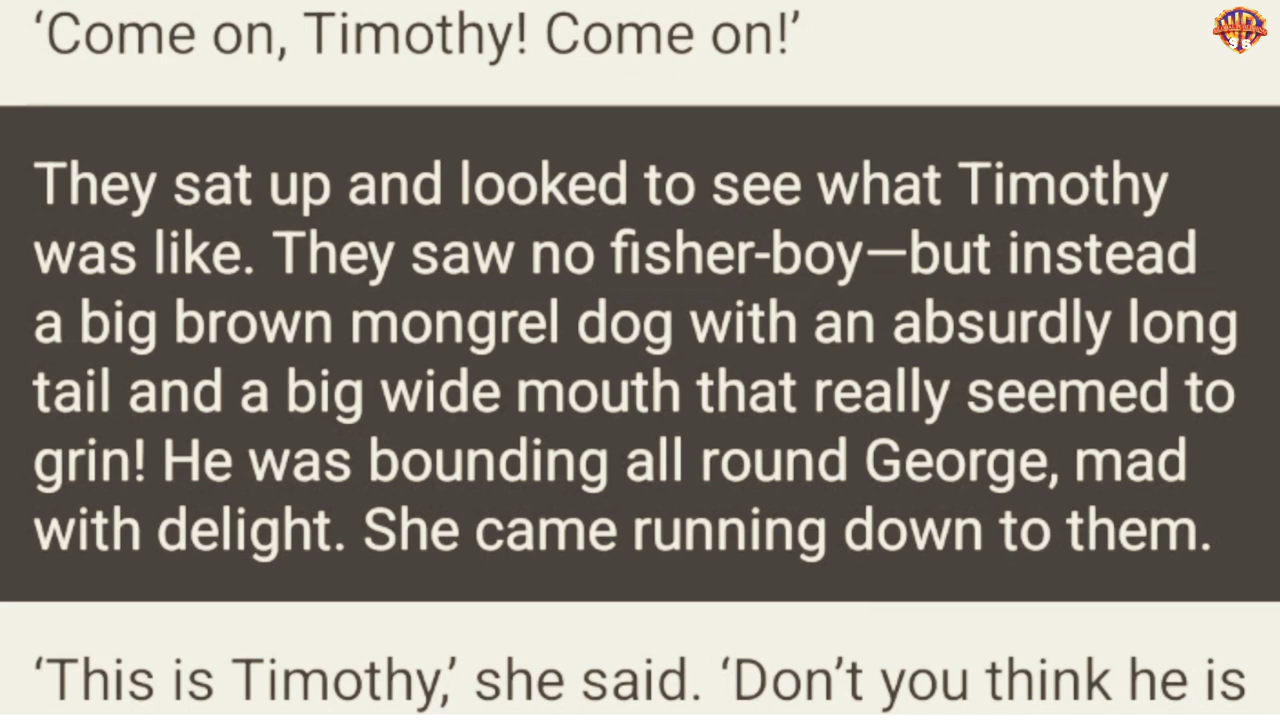 ‘Come on, Timothy! Come on!’
They sat up and looked to see what Timothy
was like. They saw no fisher-boy—but instead
a big brown mongrel dog with an absurdly long
tail and a big wide mouth that really seemed to
grin! He was bounding all round George, mad
with delight. She came running down to them.
‘This is Timothy,’ she said. ‘Don’t you think he is